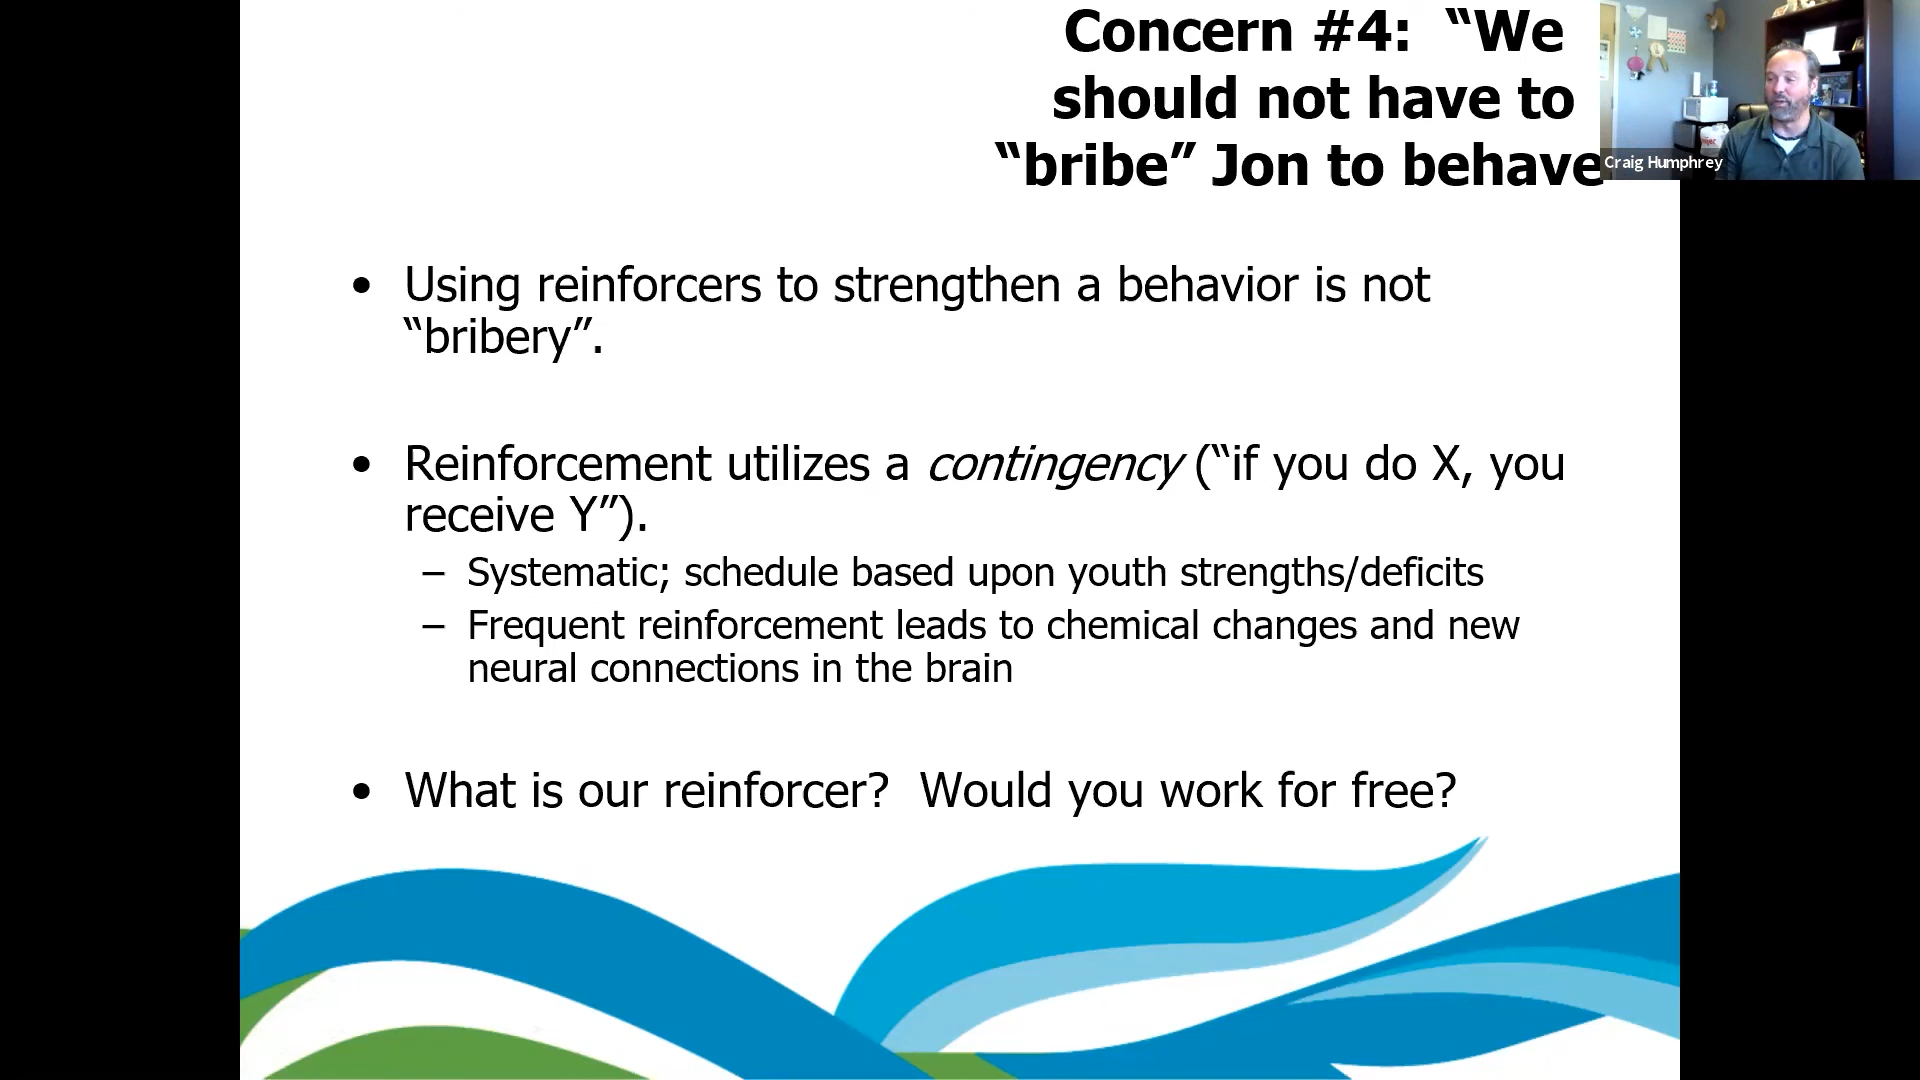 Concern #4:  “We
should not have to
“bribe” Jon to behave
Craig Humphrey
• Using reinforcers to strengthen a behavior is not
“bribery”.
• Reinforcement utilizes a contingency (“if you do X, you
receive Y”).
– Systematic; schedule based upon youth strengths/deficits
– Frequent reinforcement leads to chemical changes and new
neural connections in the brain
• What is our reinforcer?  Would you work for free?